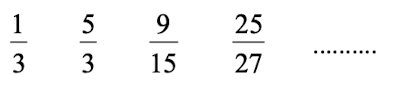 1/3 5/3 9/15 25/27 ..........